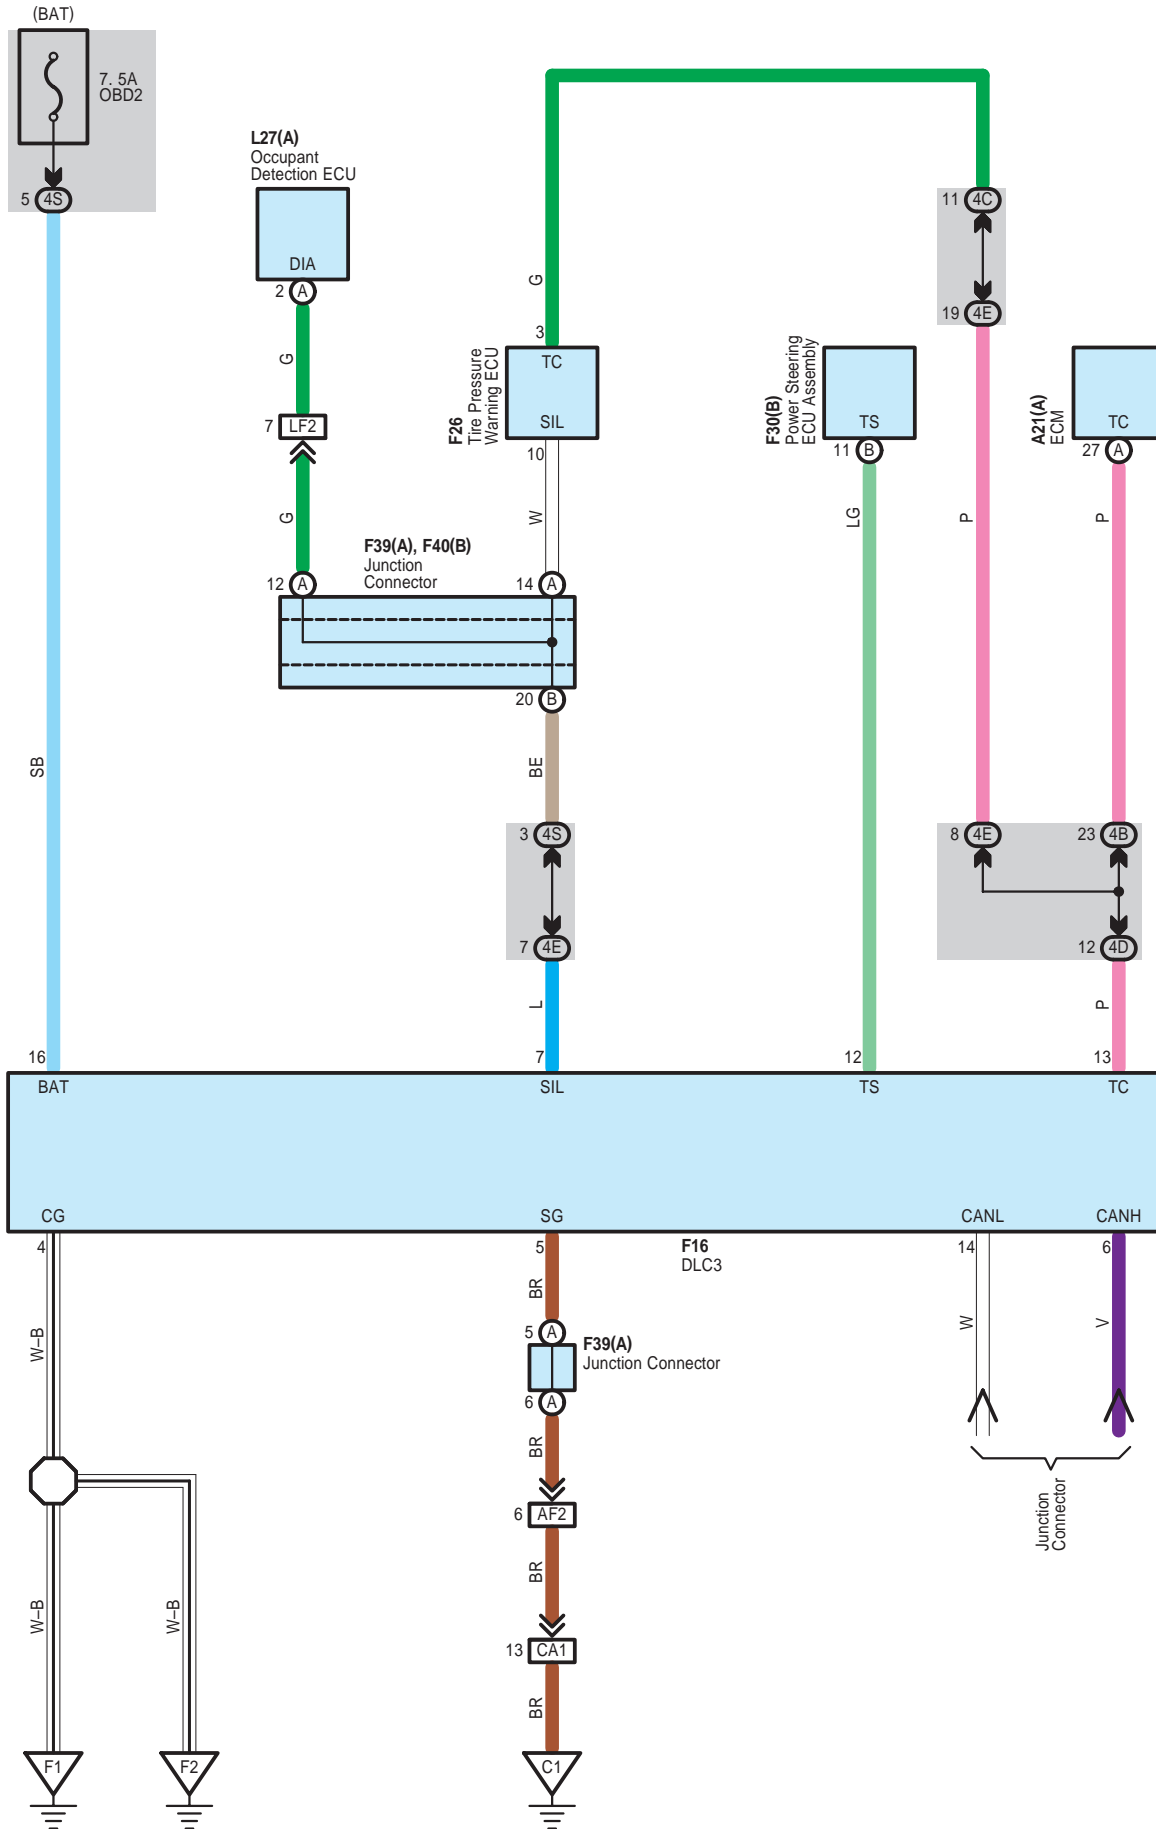 (BAT)
7. 5A
OBD2
5 4S
L27(A)
Occupant
Detection ECU
DIA
2 A
G
7 LF2
G
12 A
F39(A), F40(B)
Junction
Connector
14 A
20 B
G
3
TC
SIL
F26
Tire Pressure
Warning ECU
10
W
11 4C
19 4E
F30(B)
Power Steering
ECU Assembly
TS
11 B
LG
A21(A)
ECM
TC
27 A
P
P
SB
BE
3 4S
7 4E
L
8 4E
23 4B
12 4D
P
16
7
12
13
BAT
SIL
TS
TC
CG
SG
CANL
CANH
4
5
F16
DLC3
14
6
BR
W–B
5 A
F39(A)
Junction Connector
6 A
W
V
BR
6 AF2
Junction
Connector
BR
W–B
W–B
13 CA1
BR
F1
F2
C1